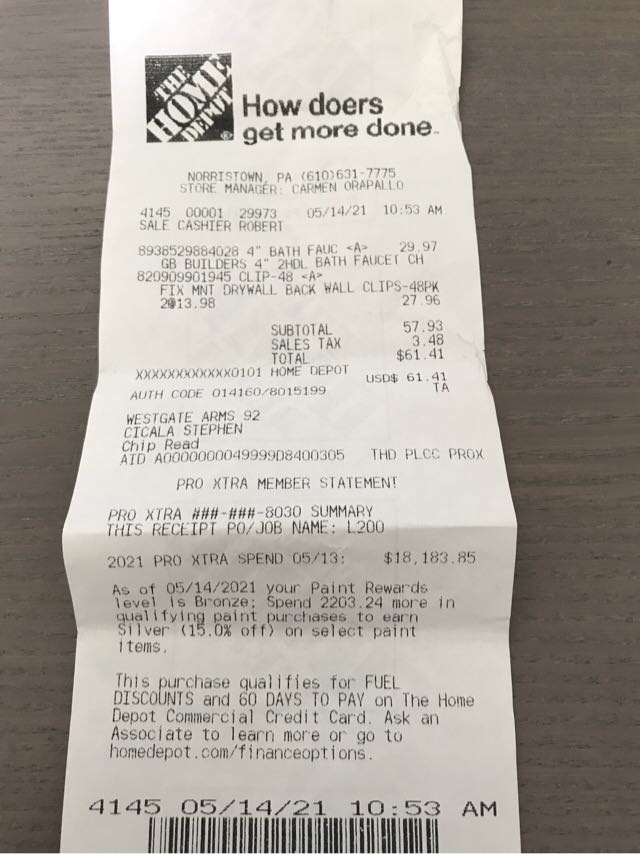 THE
HOME
DEPOT
How doers
get more done.
NORRISTOWN, PA (610)631-7775
STORE MANAGER: CARMEN ORAPALLO
4145 00001 29973 05/14/21 10:53 AM
SALE CASHIER ROBERT
8938529884028 4" BATH FAUC <A> 29.97
GB BUILDERS 4" 2HDL BATH FAUCET CH
820909901945 CLIP-48 <A>
FIX MNT DRYWALL BACK WALL CLIPS-48PK
2@13.98 27.96
SUBTOTAL 57.93
SALES TAX 3.48
TOTAL $61.41
XXXXXXXXXXXX0101 HOME DEPOT
USD$ 61.41
AUTH CODE 014160/8015199 TA
WESTGATE ARMS 92
CICALA STEPHEN
Chip Read
AID A0000000049999D8400305 THD PLCC PROX
PRO XTRA MEMBER STATEMENT
PRO XTRA ###-###-8030 SUMMARY
THIS RECEIPT PO/JOB NAME: L200
2021 PRO XTRA SPEND 05/13: $18,183.85
As of 05/14/2021 your Paint Rewards
level is Bronze; Spend 2203.24 more in
qualifying paint purchases to earn
Silver (15.0% off) on select paint
items.
This purchase qualifies for FUEL
DISCOUNTS and 60 DAYS TO PAY on The Home
Depot Commercial Credit Card. Ask an
Associate to learn more or go to
homedepot.com/financeoptions.
4145 05/14/21 10:53 AM